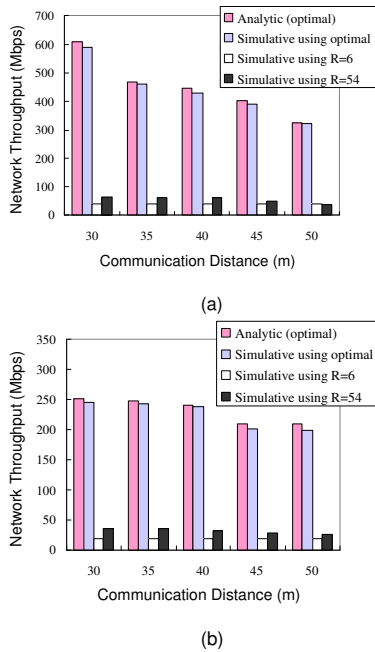 700
600
500
400
300
200
100
0
Network Throughput (Mbps)
Analytic (optimal)
Simulative using optimal
Simulative using R=6
Simulative using R=54
30 35 40 45 50
Communication Distance (m)
(a)
350
300
250
200
150
100
50
0
Network Throughput (Mbps)
Analytic (optimal)
Simulative using optimal
Simulative using R=6
Simulative using R=54
30 35 40 45 50
Communication Distance (m)
(b)